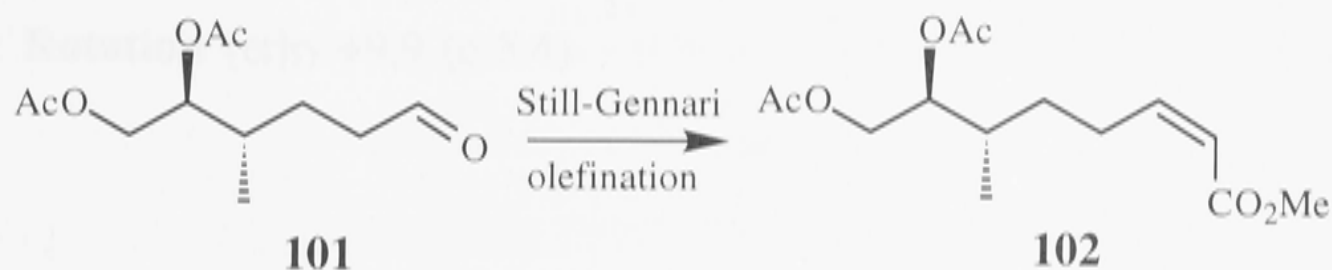 OAc
AcO
O
101
Still-Gennari
olefination
OAc
AcO
CO₂Me
102